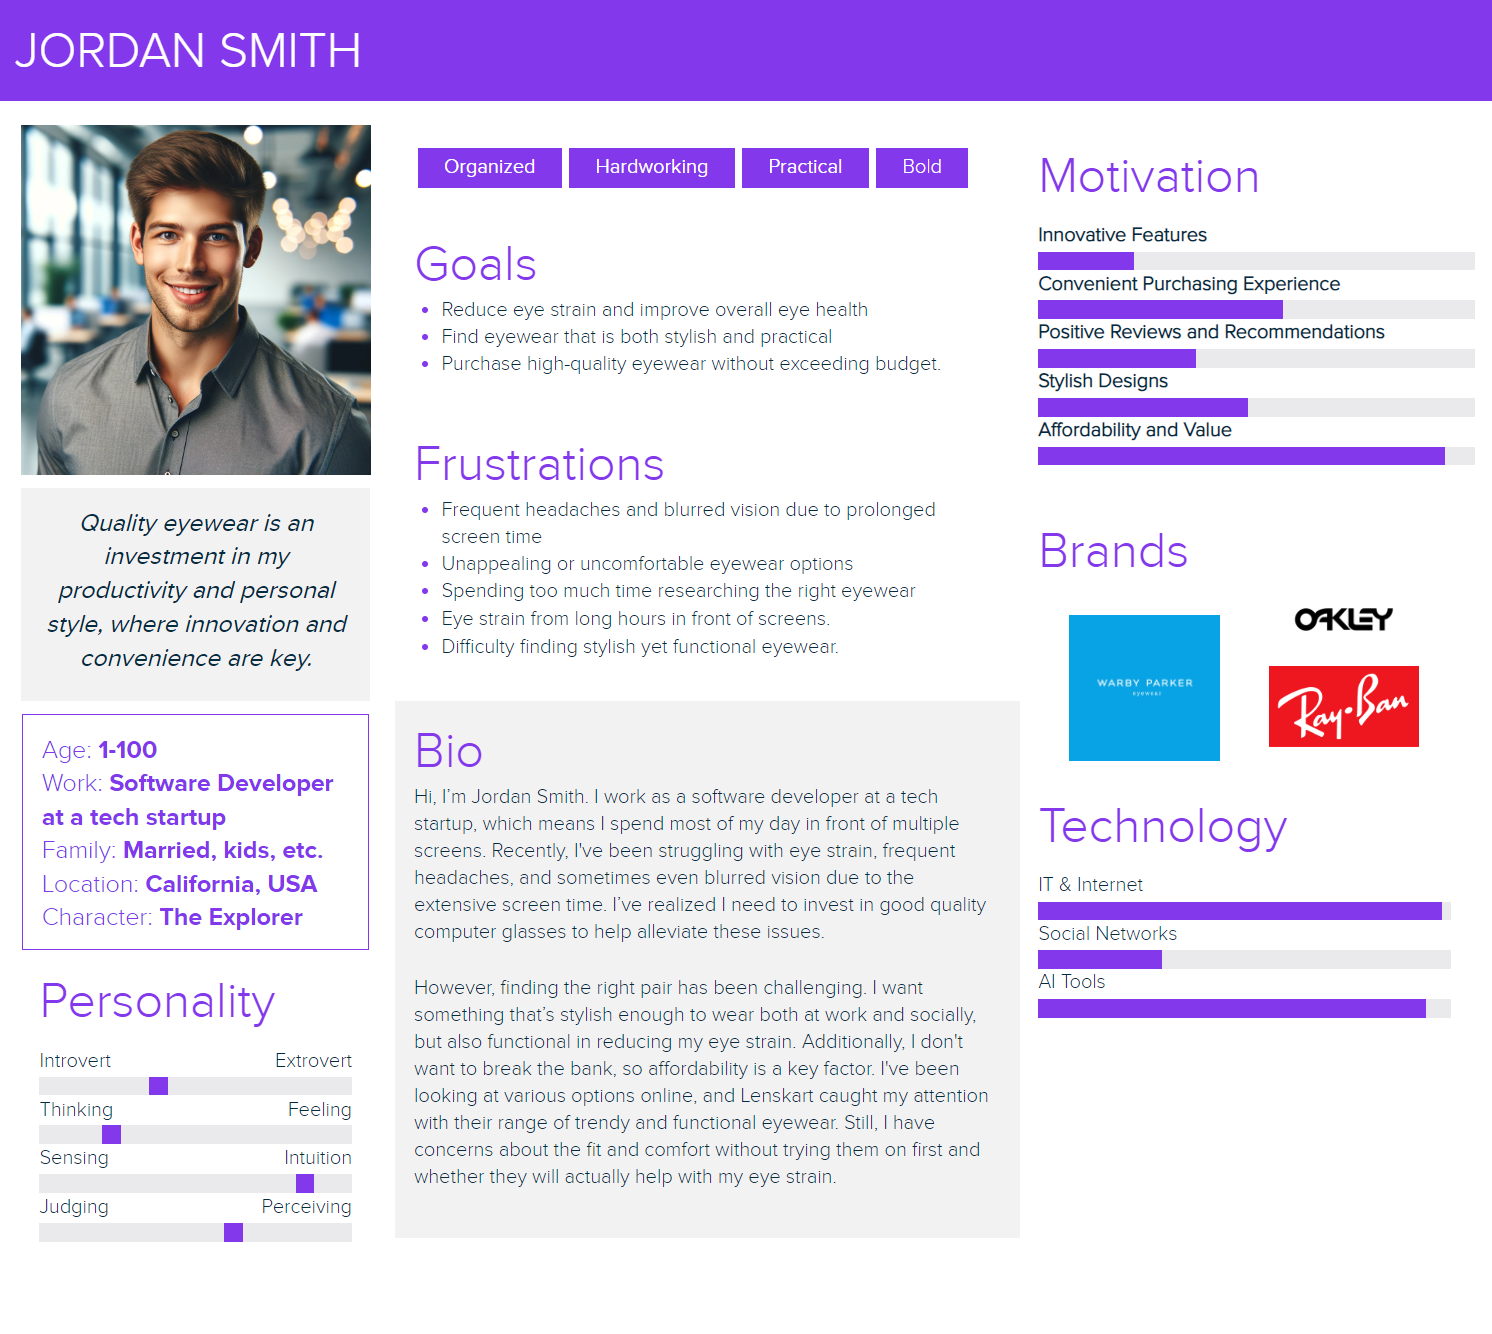 JORDAN SMITH
Quality eyewear is an
investment in my
productivity and personal
style, where innovation and
convenience are key.
Age: 1-100
Work: Software Developer
at a tech startup
Family: Married, kids, etc.
Location: California, USA
Character: The Explorer
Personality
Introvert Extrovert
Thinking Feeling
Sensing Intuition
Judging Perceiving
Organized Hardworking Practical Bold
Goals
Reduce eye strain and improve overall eye health
Find eyewear that is both stylish and practical
Purchase high-quality eyewear without exceeding budget.
Frustrations
Frequent headaches and blurred vision due to prolonged
screen time
Unappealing or uncomfortable eyewear options
Spending too much time researching the right eyewear
Eye strain from long hours in front of screens.
Difficulty finding stylish yet functional eyewear.
Bio
Hi, I’m Jordan Smith. I work as a software developer at a tech
startup, which means I spend most of my day in front of multiple
screens. Recently, I've been struggling with eye strain, frequent
headaches, and sometimes even blurred vision due to the
extensive screen time. I’ve realized I need to invest in good quality
computer glasses to help alleviate these issues.
However, finding the right pair has been challenging. I want
something that’s stylish enough to wear both at work and socially,
but also functional in reducing my eye strain. Additionally, I don't
want to break the bank, so affordability is a key factor. I've been
looking at various options online, and Lenskart caught my attention
with their range of trendy and functional eyewear. Still, I have
concerns about the fit and comfort without trying them on first and
whether they will actually help with my eye strain.
Motivation
Innovative Features
Convenient Purchasing Experience
Positive Reviews and Recommendations
Stylish Designs
Affordability and Value
Brands
WARBY PARKER
eyewear
OAKLEY
Ray-Ban
Technology
IT & Internet
Social Networks
AI Tools